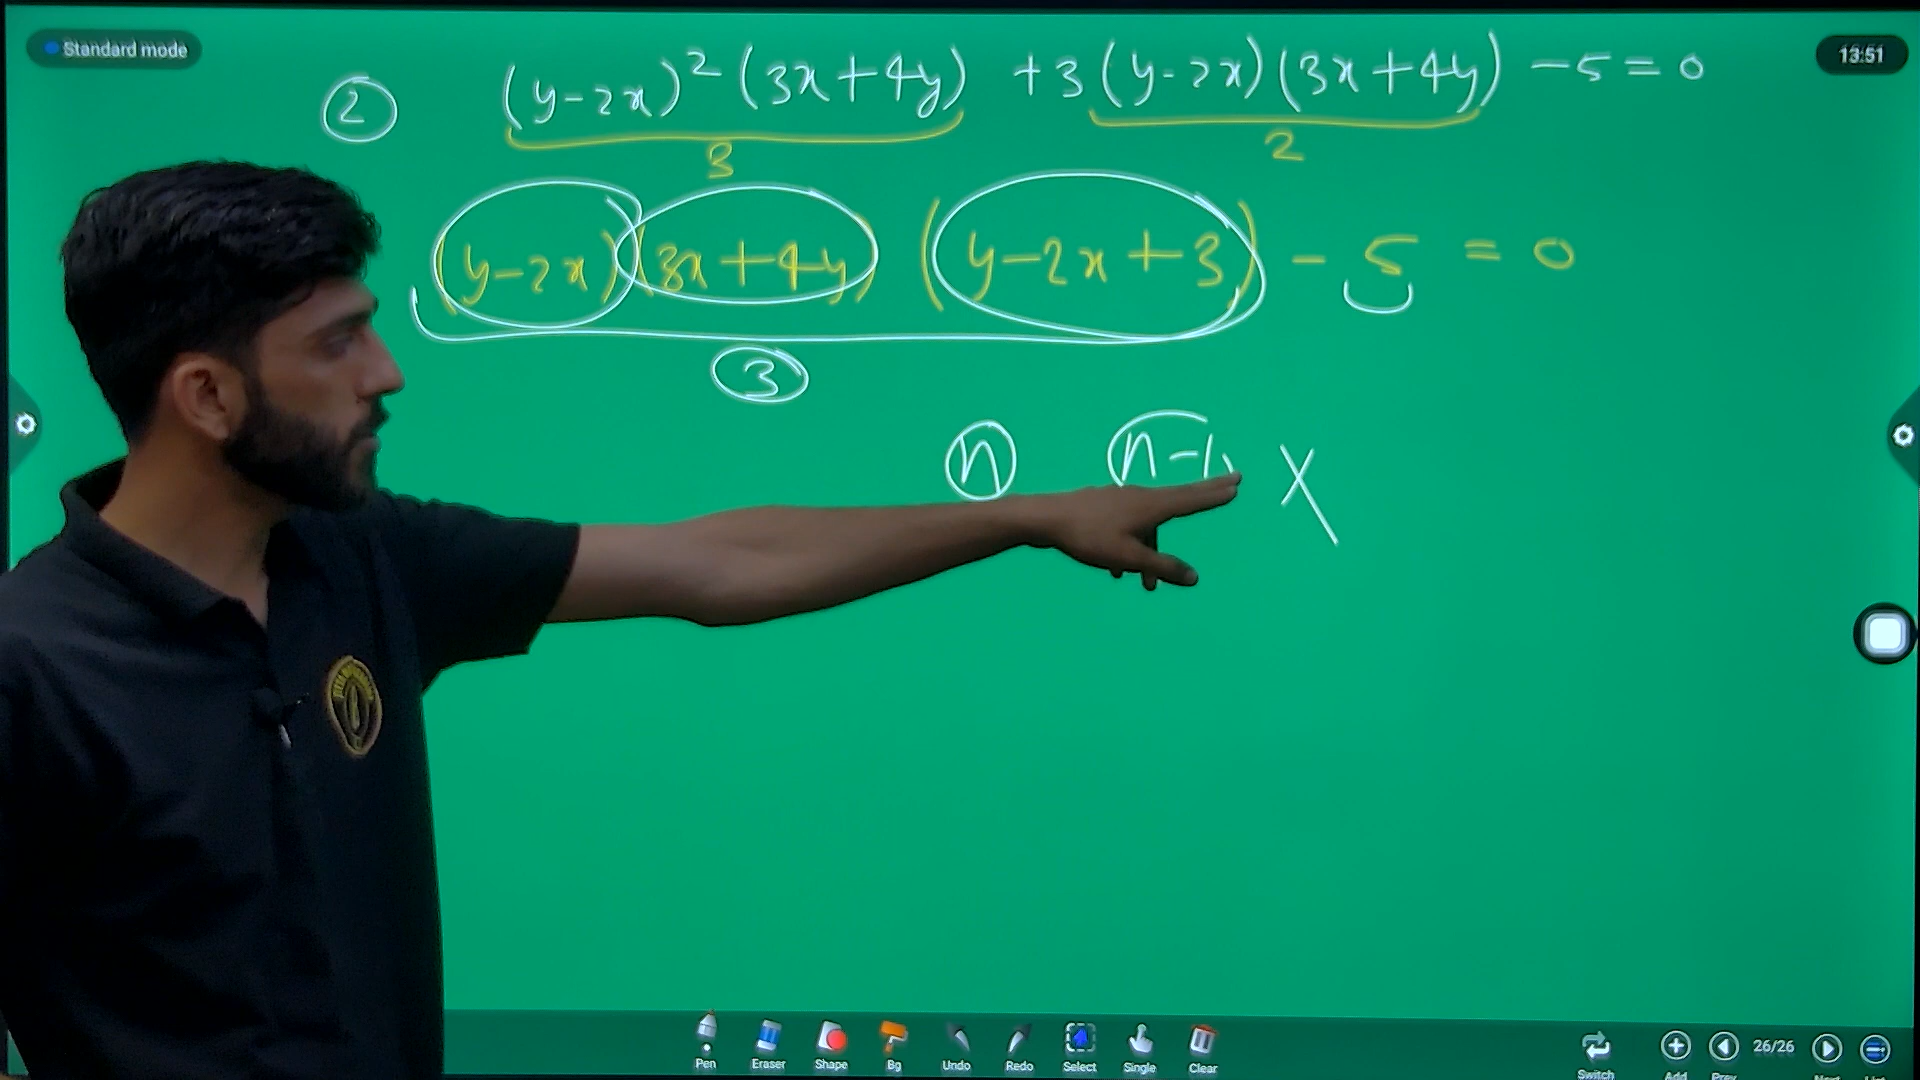 Standard mode
13:51
② (y-2x)² (3x+4y) +3 (y-2x)(3x+4y) -5=0
3 2
(y-2x)(3x+4y) (y-2x+3) - 5 = 0
③
n n-1 X
Pen Eraser Shape Bg Undo Redo Select Single Clear Switch Add Prev 26/26